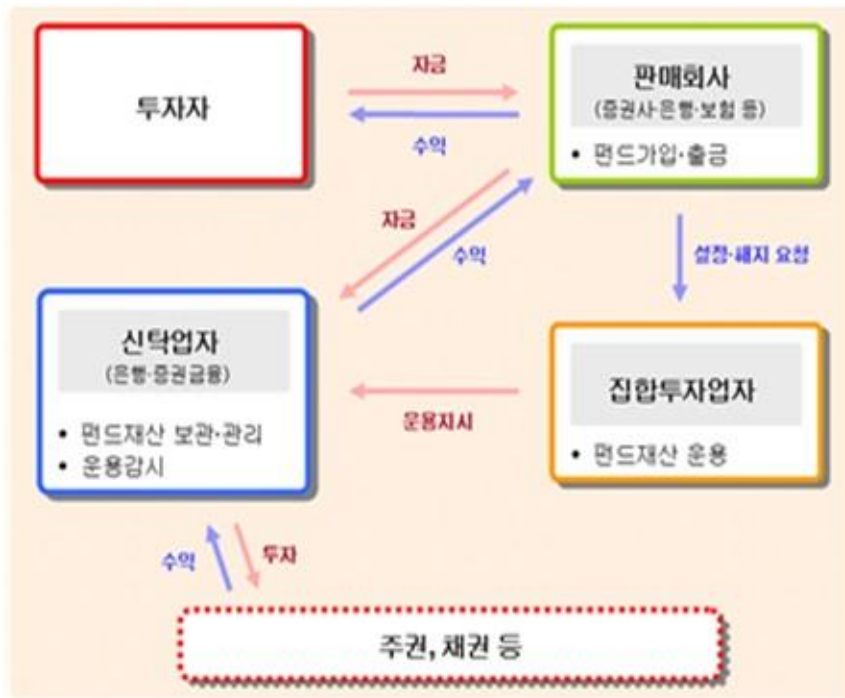 투자자
자금
수익
판매회사
(증권사·은행·보험 등)
• 펀드가입·출금
자금
수익
설정·해지 요청
신탁업자
(은행·증권금융)
• 펀드재산 보관·관리
• 운용감시
운용지시
집합투자업자
• 펀드재산 운용
수익
투자
주권, 채권 등